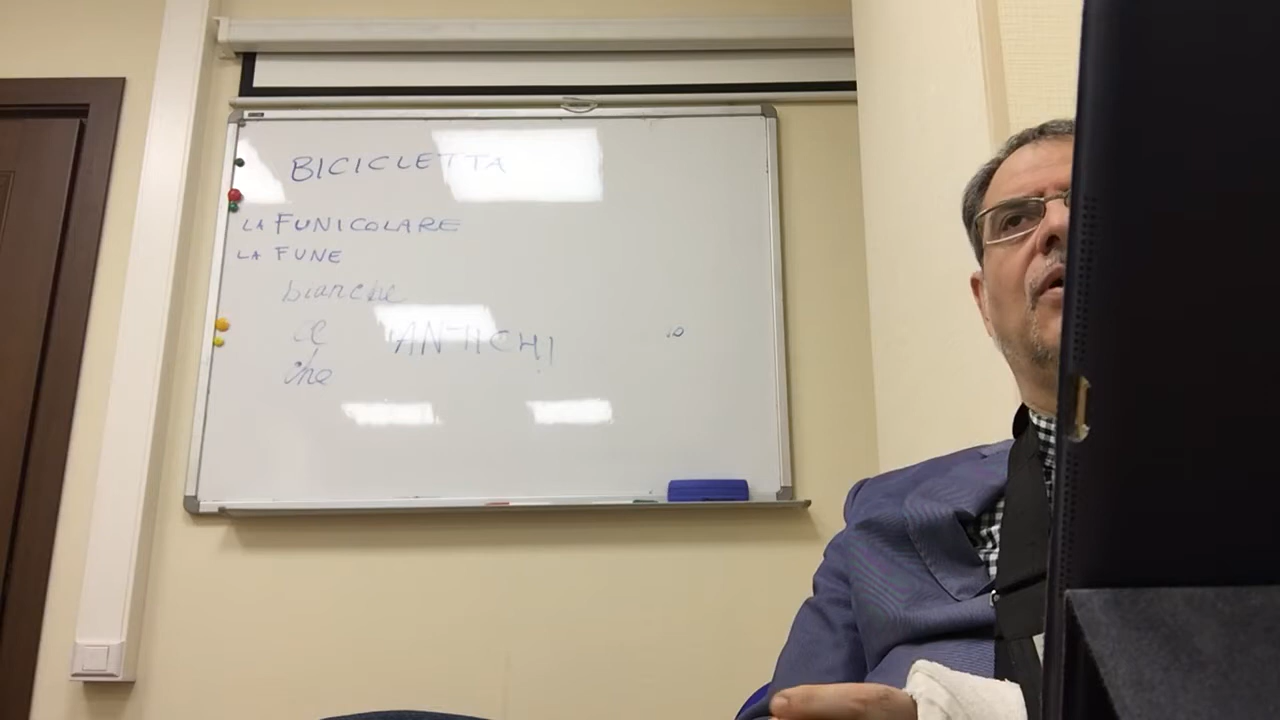 BICICLETTA
LA FUNICOLARE
LA FUNE
bianche
ANTICHI
che